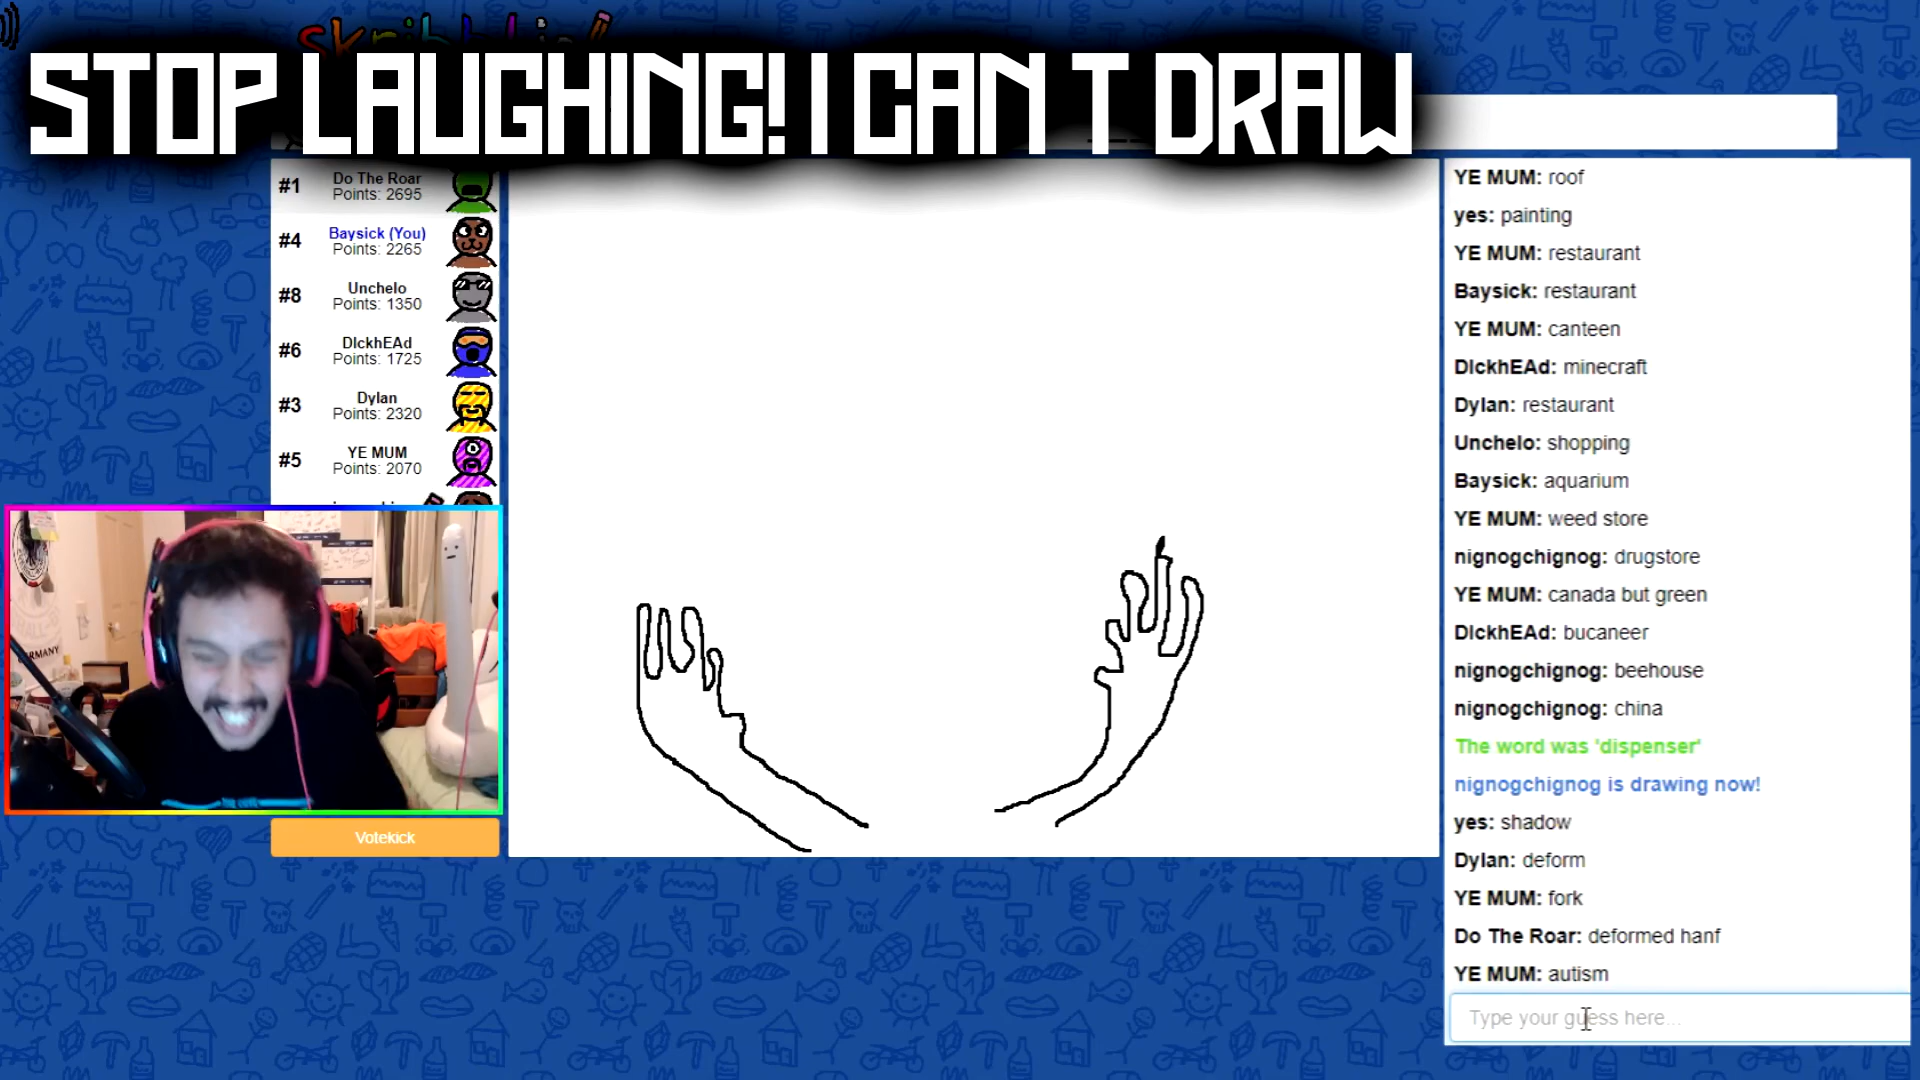 skribbl.io
STOP LAUGHING! I CAN T DRAW
#1 Do The Roar
Points: 2695
#4 Baysick (You)
Points: 2265
#8 Unchelo
Points: 1350
#6 DIckhEAd
Points: 1725
#3 Dylan
Points: 2320
#5 YE MUM
Points: 2070
GERMANY
Votekick
YE MUM: roof
yes: painting
YE MUM: restaurant
Baysick: restaurant
YE MUM: canteen
DIckhEAd: minecraft
Dylan: restaurant
Unchelo: shopping
Baysick: aquarium
YE MUM: weed store
nignogchignog: drugstore
YE MUM: canada but green
DIckhEAd: bucaneer
nignogchignog: beehouse
nignogchignog: china
The word was 'dispenser'
nignogchignog is drawing now!
yes: shadow
Dylan: deform
YE MUM: fork
Do The Roar: deformed hanf
YE MUM: autism
Type your guess here...